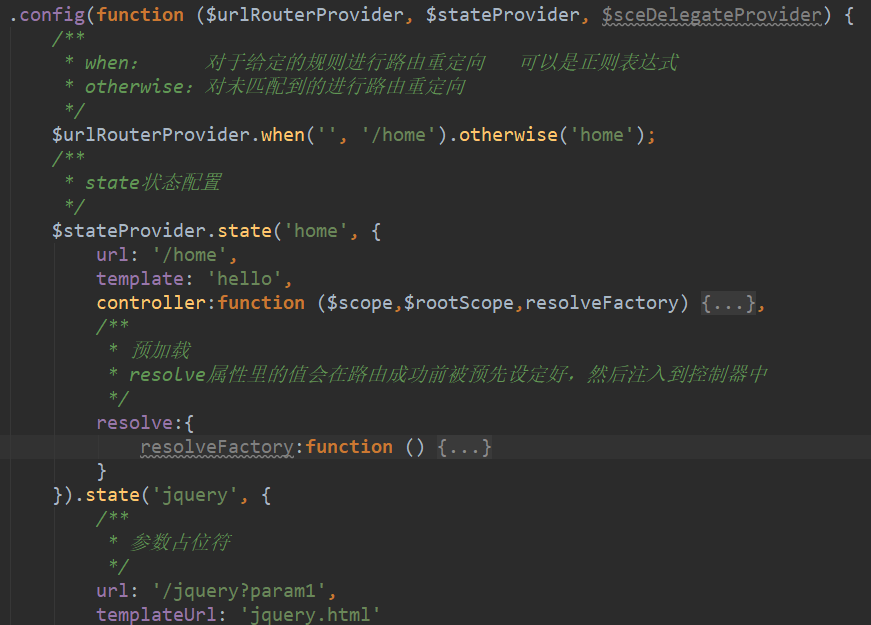 .config(function ($urlRouterProvider, $stateProvider, $sceDelegateProvider) {
/**
* when:      对于给定的规则进行路由重定向   可以是正则表达式
* otherwise: 对未匹配到的进行路由重定向
*/
$urlRouterProvider.when('', '/home').otherwise('home');
/**
* state状态配置
*/
$stateProvider.state('home', {
url: '/home',
template: 'hello',
controller:function ($scope,$rootScope,resolveFactory) {...},
/**
* 预加载
* resolve属性里的值会在路由成功前被预先设定好，然后注入到控制器中
*/
resolve:{
resolveFactory:function () {...}
}
}).state('jquery', {
/**
* 参数占位符
*/
url: '/jquery?param1',
templateUrl: 'jquery.html'